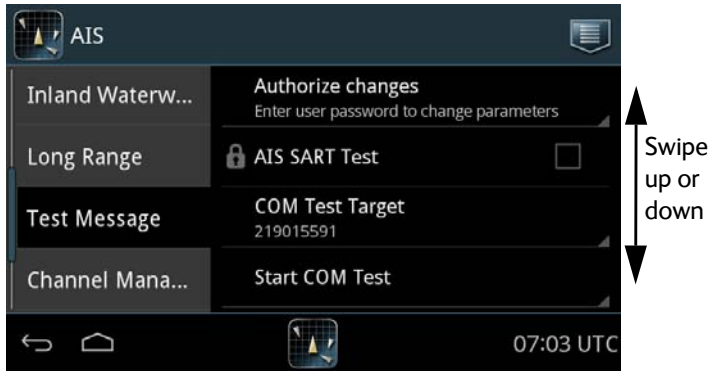 AIS
Inland Waterw...
Authorize changes
Enter user password to change parameters
Long Range
AIS SART Test
Test Message
COM Test Target
219015591
Channel Mana...
Start COM Test
07:03 UTC
Swipe
up or
down